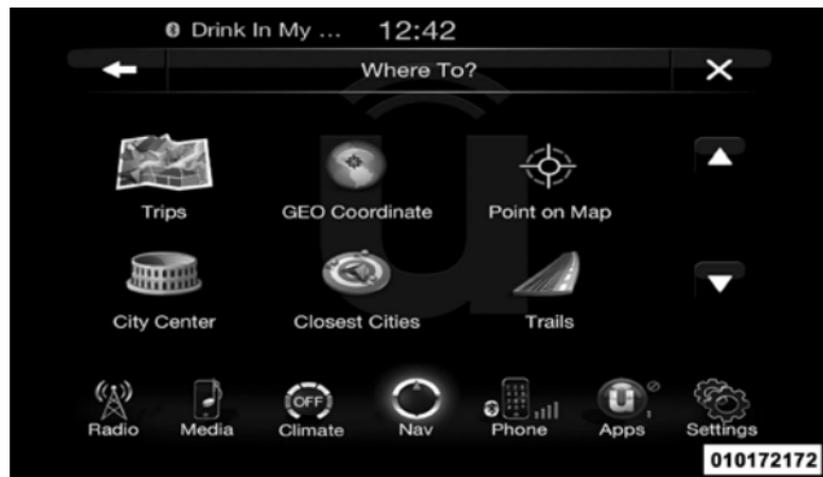 Drink In My ... 12:42
Where To?
Trips GEO Coordinate Point on Map
City Center Closest Cities Trails
OFF
Radio Media Climate Nav Phone Apps Settings
1
010172172